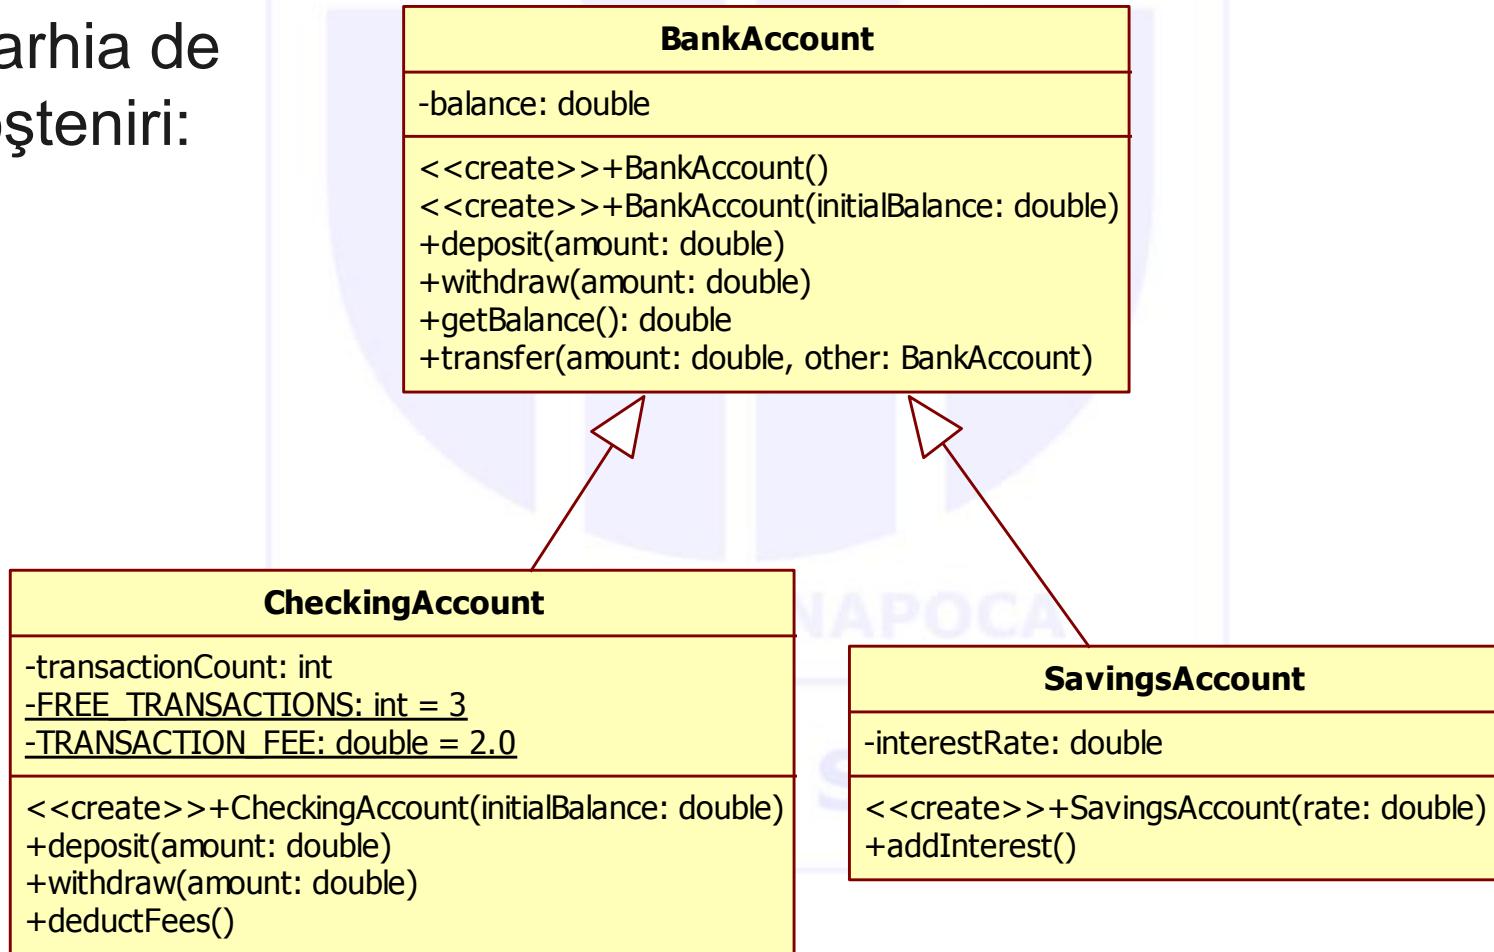 arhia de
oşteniri:
BankAccount
-balance: double
<<create>>+BankAccount()
<<create>>+BankAccount(initialBalance: double)
+deposit(amount: double)
+withdraw(amount: double)
+getBalance(): double
+transfer(amount: double, other: BankAccount)
NAPOCA
S
CheckingAccount
-transactionCount: int
-FREE_TRANSACTIONS: int = 3
-TRANSACTION_FEE: double = 2.0
<<create>>+CheckingAccount(initialBalance: double)
+deposit(amount: double)
+withdraw(amount: double)
+deductFees()
SavingsAccount
-interestRate: double
<<create>>+SavingsAccount(rate: double)
+addInterest()